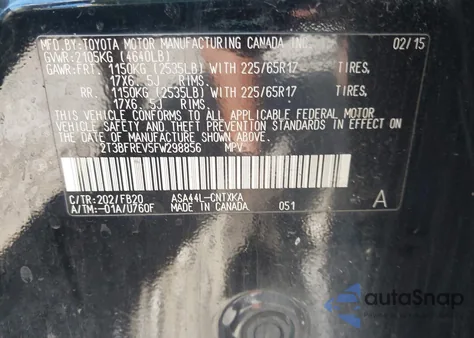 MFD.BY:TOYOTA MOTOR MANUFACTURING CANADA INC. 02/15
GVWR:2105KG (4640LB)
GAWR:FRT. 1150KG (2535LB) WITH 225/65R17 TIRES,
17X6.5J RIMS.
RR. 1150KG (2535LB) WITH 225/65R17 TIRES,
17X6.5J RIMS.
THIS VEHICLE CONFORMS TO ALL APPLICABLE FEDERAL MOTOR
VEHICLE SAFETY AND THEFT PREVENTION STANDARDS IN EFFECT ON
THE DATE OF MANUFACTURE SHOWN ABOVE.
2T3BFREV5FW298856 MPV
C/TR:202/FB20 ASA44L-CNTXKA
A/TM:-01A/U760F MADE IN CANADA 051 A
autoSnap